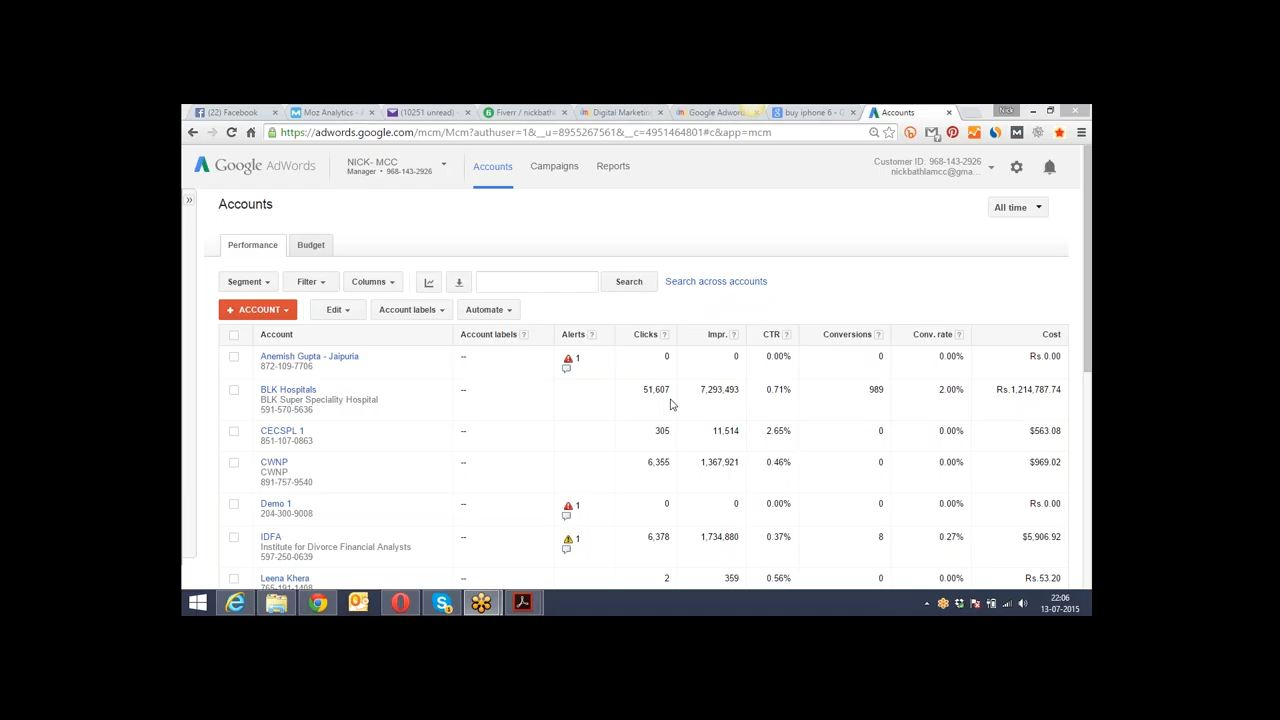 (22) Facebook
Moz Analytics -
(10251 unread)
Fiverr / nickbath
Digital Marketing
Google Adword
buy iphone 6 -
Accounts
Nick
https://adwords.google.com/mcm/Mcm?authuser=1&__u=8955267561&__c=4951464801#c&app=mcm
Google AdWords
NICK- MCC
Manager • 968-143-2926
Accounts
Campaigns
Reports
Customer ID: 968-143-2926
nickbathlamcc@gma...
Accounts
All time
Performance
Budget
Segment
Filter
Columns
Search
Search across accounts
+ ACCOUNT
Edit
Account labels
Automate
Account Account labels ? Alerts ? Clicks ? Impr. ? CTR ? Conversions ? Conv. rate ? Cost
Anemish Gupta - Jaipuria -- 1 0 0 0.00% 0 0.00% Rs.0.00
872-109-7706
BLK Hospitals -- 51,607 7,293,493 0.71% 989 2.00% Rs.1,214,787.74
BLK Super Speciality Hospital
591-570-5636
CECSPL 1 -- 305 11,514 2.65% 0 0.00% $563.08
851-107-0863
CWNP -- 6,355 1,367,921 0.46% 0 0.00% $969.02
CWNP
891-757-9540
Demo 1 -- 1 0 0 0.00% 0 0.00% Rs.0.00
204-300-9008
IDFA -- 1 6,378 1,734,880 0.37% 8 0.27% $5,906.92
Institute for Divorce Financial Analysts
597-250-0639
Leena Khera -- 2 359 0.56% 0 0.00% Rs.53.20
22:06
13-07-2015